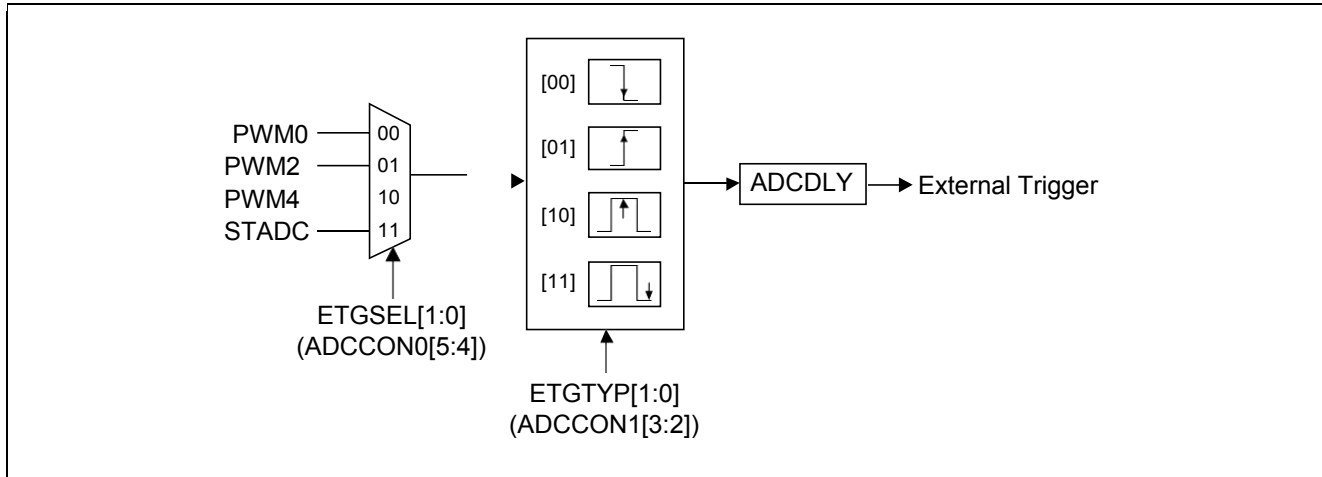 PWM0
PWM2
PWM4
STADC
00
01
10
11
ETGSEL[1:0]
(ADCCON0[5:4])
[00]
[01]
[10]
[11]
ETGTYP[1:0]
(ADCCON1[3:2])
ADCDLY
External Trigger